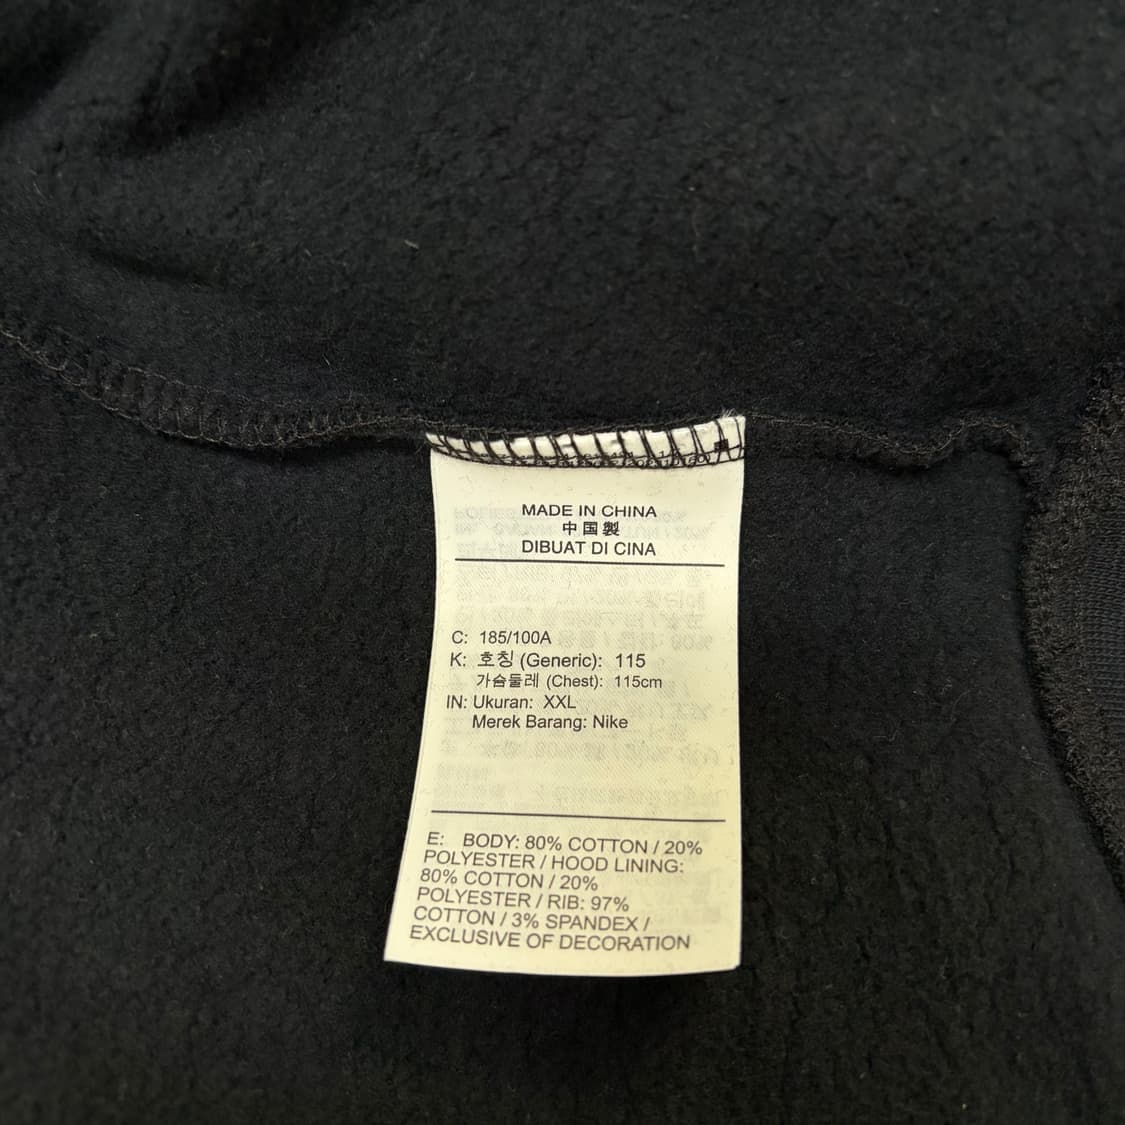 MADE IN CHINA
中国製
DIBUAT DI CINA
C: 185/100A
K: 호칭 (Generic): 115
가슴둘레 (Chest): 115cm
IN: Ukuran: XXL
Merek Barang: Nike
E: BODY: 80% COTTON / 20%
POLYESTER / HOOD LINING:
80% COTTON / 20%
POLYESTER / RIB: 97%
COTTON / 3% SPANDEX /
EXCLUSIVE OF DECORATION